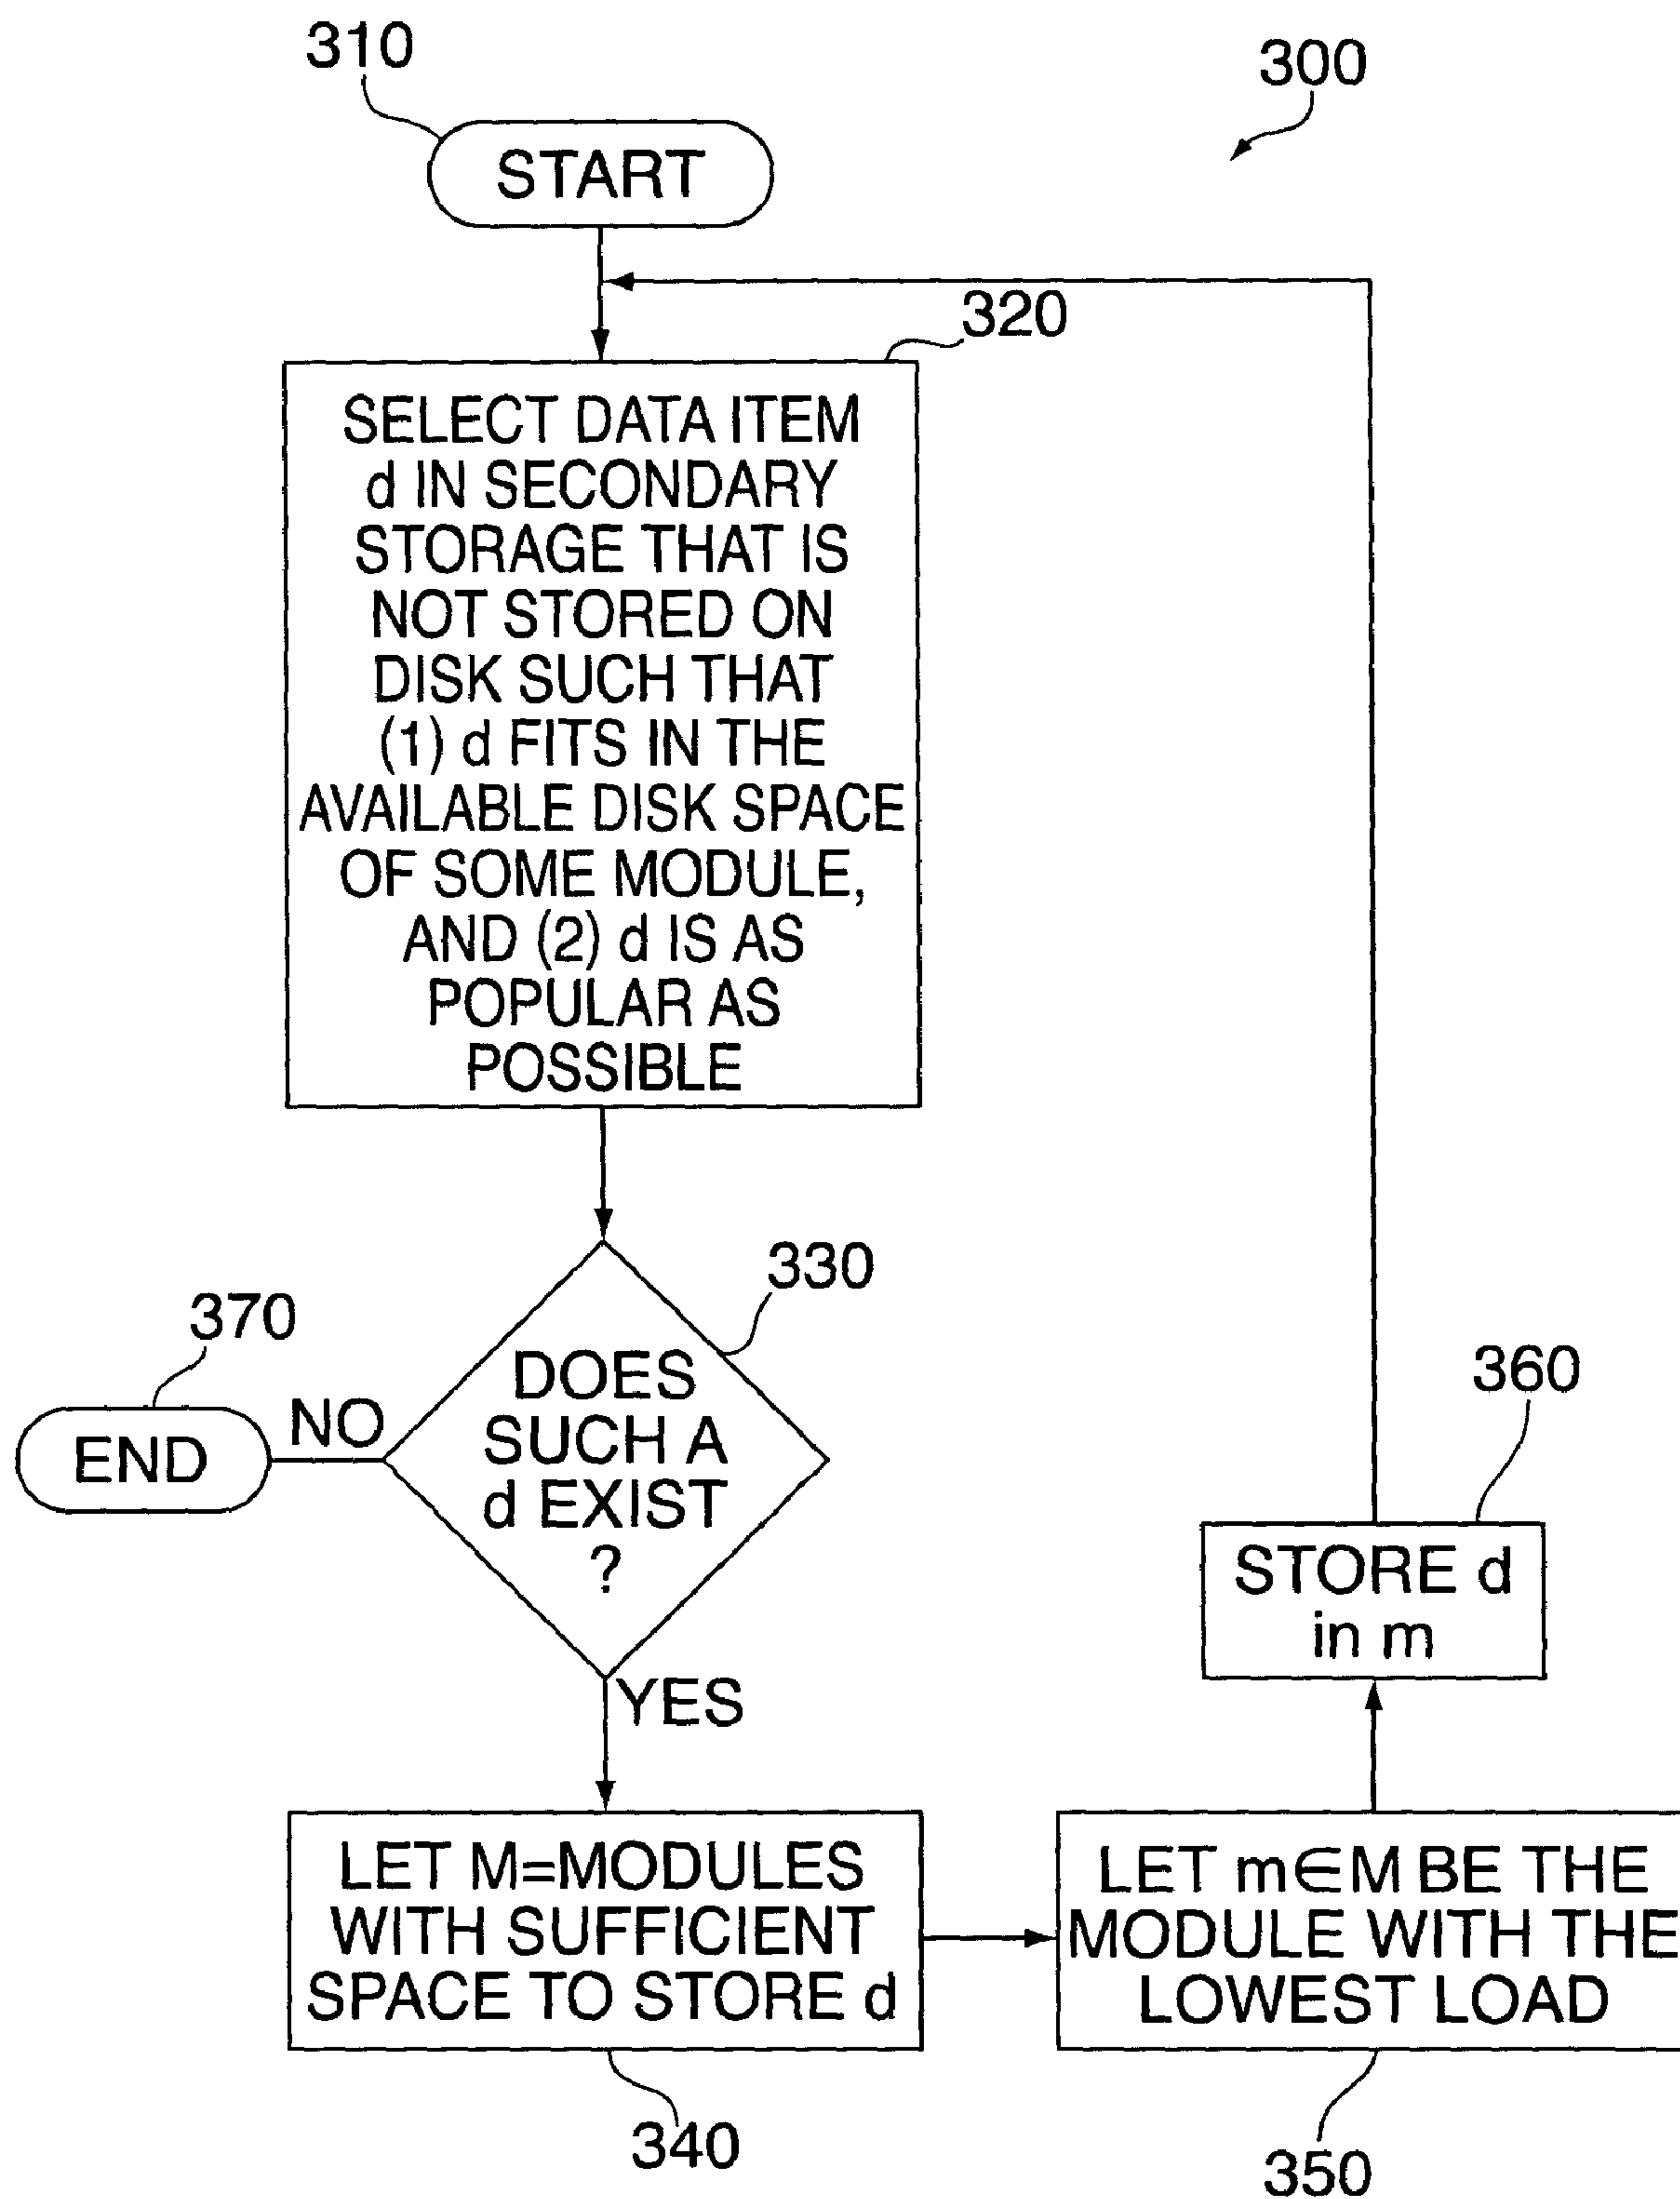 310
300
START
320
SELECT DATA ITEM
d IN SECONDARY
STORAGE THAT IS
NOT STORED ON
DISK SUCH THAT
(1) d FITS IN THE
AVAILABLE DISK SPACE
OF SOME MODULE,
AND (2) d IS AS
POPULAR AS
POSSIBLE
330
370
DOES
SUCH A
d EXIST
?
NO
END
YES
360
STORE d
in m
LET M=MODULES
WITH SUFFICIENT
SPACE TO STORE d
340
LET m∈M BE THE
MODULE WITH THE
LOWEST LOAD
350